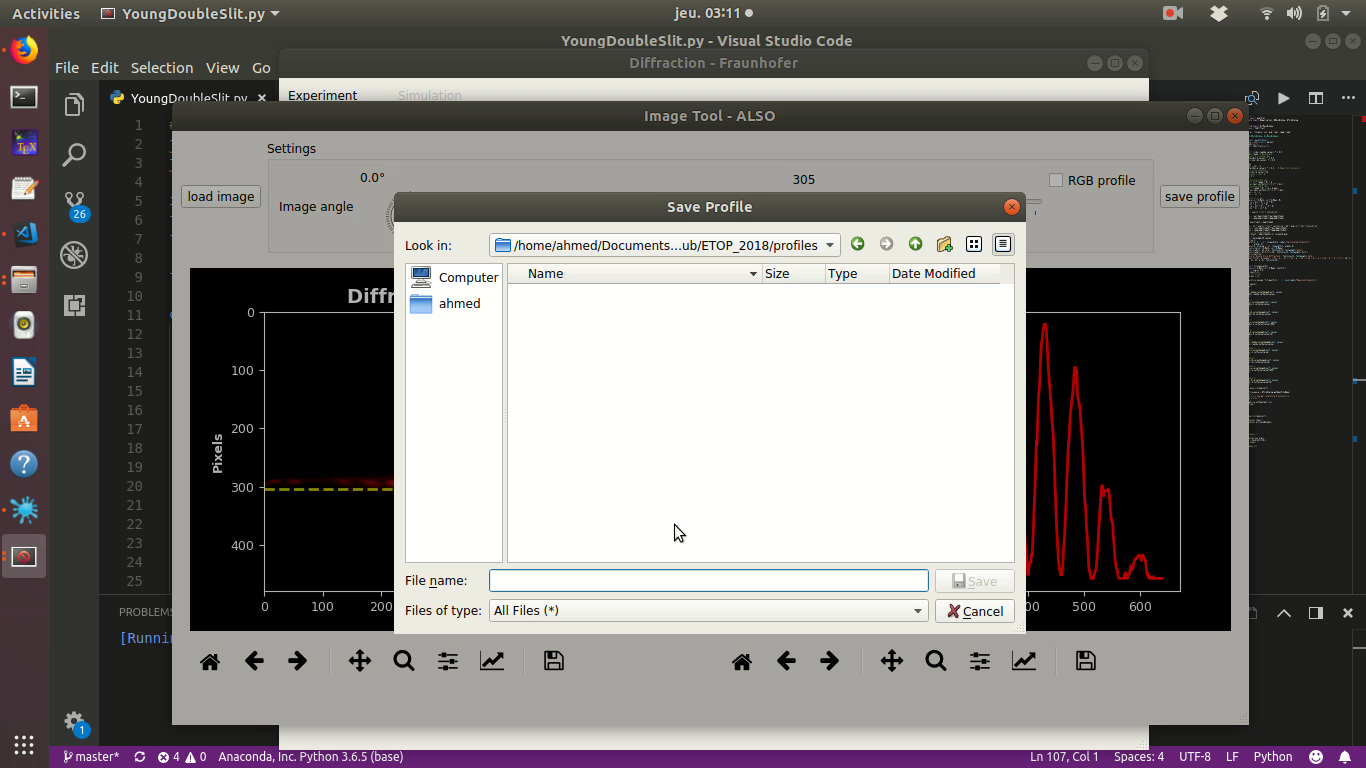 Activities
YoungDoubleSlit.py
jeu. 03:11
YoungDoubleSlit.py - Visual Studio Code
File Edit Selection View Go
Diffraction - Fraunhofer
Experiment Simulation
YoungDoubleSlit.py
Image Tool - ALSO
Settings
load image
0.0°
Image angle
305
RGB profile
save profile
Save Profile
Look in:
/home/ahmed/Documents...ub/ETOP_2018/profiles
Computer
ahmed
Name Size Type Date Modified
File name:
Save
Files of type:
All Files (*)
Cancel
Diffr
Pixels
0
100
200
300
400
0 100 200
00 500 600
1
2
3
4
5
6
7
8
9
10
11
12
13
14
15
16
17
18
19
20
21
22
23
24
25
26
1
TEX
PROBLEMS
[Runnin
master*
4 0
Anaconda, Inc. Python 3.6.5 (base)
Ln 107, Col 1
Spaces: 4
UTF-8
LF
Python